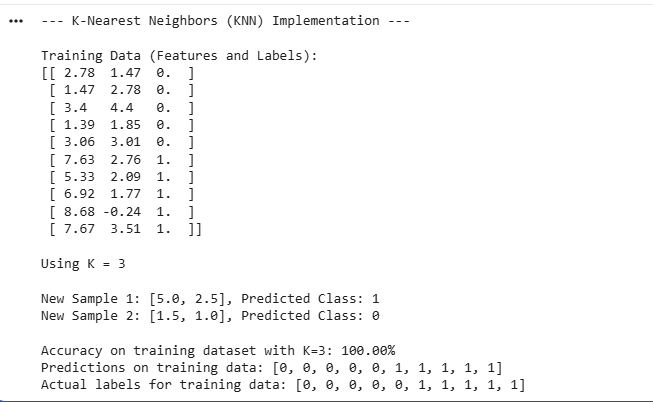 --- K-Nearest Neighbors (KNN) Implementation ---
Training Data (Features and Labels):
[[ 2.78  1.47  0.  ]
 [ 1.47  2.78  0.  ]
 [ 3.4   4.4   0.  ]
 [ 1.39  1.85  0.  ]
 [ 3.06  3.01  0.  ]
 [ 7.63  2.76  1.  ]
 [ 5.33  2.09  1.  ]
 [ 6.92  1.77  1.  ]
 [ 8.68 -0.24  1.  ]
 [ 7.67  3.51  1.  ]]
Using K = 3
New Sample 1: [5.0, 2.5], Predicted Class: 1
New Sample 2: [1.5, 1.0], Predicted Class: 0
Accuracy on training dataset with K=3: 100.00%
Predictions on training data: [0, 0, 0, 0, 0, 1, 1, 1, 1, 1]
Actual labels for training data: [0, 0, 0, 0, 0, 1, 1, 1, 1, 1]